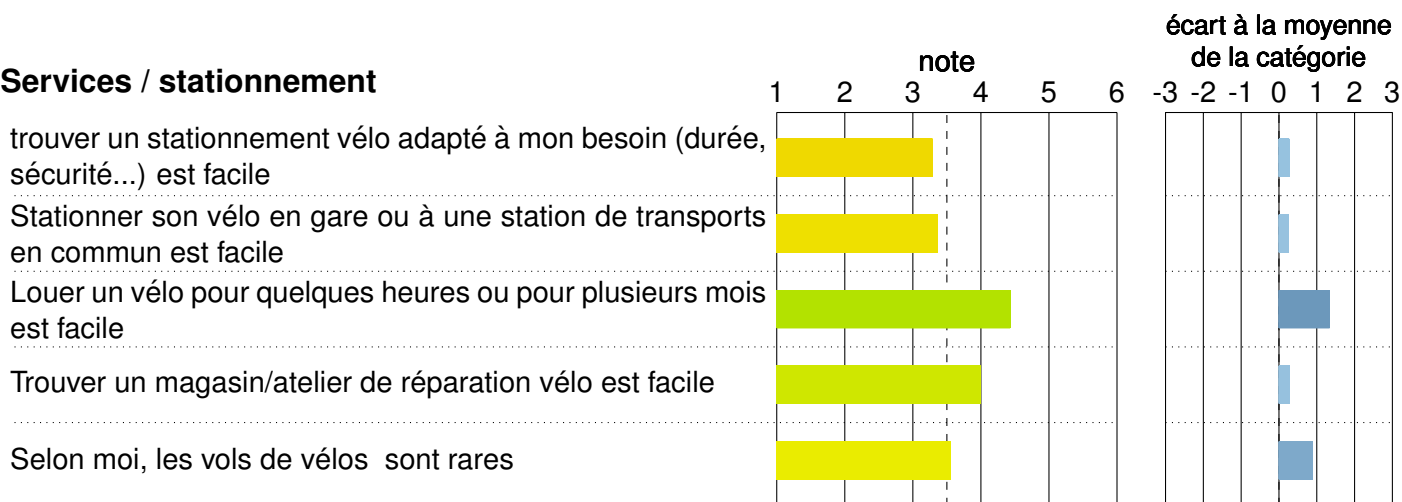 écart à la moyenne
de la catégorie
note
Services / stationnement
1 2 3 4 5 6 -3 -2 -1 0 1 2 3
trouver un stationnement vélo adapté à mon besoin (durée,
sécurité...) est facile
Stationner son vélo en gare ou à une station de transports
en commun est facile
Louer un vélo pour quelques heures ou pour plusieurs mois
est facile
Trouver un magasin/atelier de réparation vélo est facile
Selon moi, les vols de vélos sont rares